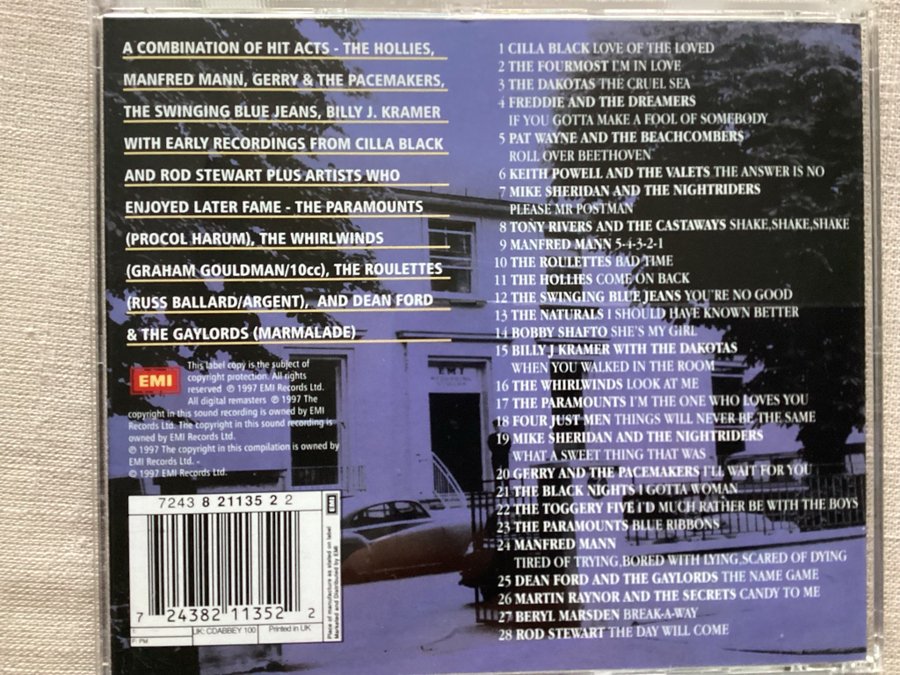 A COMBINATION OF HIT ACTS - THE HOLLIES,
MANFRED MANN, GERRY & THE PACEMAKERS,
THE SWINGING BLUE JEANS, BILLY J. KRAMER
WITH EARLY RECORDINGS FROM CILLA BLACK
AND ROD STEWART PLUS ARTISTS WHO
ENJOYED LATER FAME - THE PARAMOUNTS
(PROCOL HARUM), THE WHIRLWINDS
(GRAHAM GOULDMAN/10cc), THE ROULETTES
(RUSS BALLARD/ARGENT), AND DEAN FORD
& THE GAYLORDS (MARMALADE)
EMI
This label copy is the subject of
copyright protection. All rights
reserved ℗ 1997 EMI Records Ltd.
All digital remasters ℗ 1997 The
copyright in this sound recording is owned by EMI
Records Ltd. The copyright in this sound recording is
owned by EMI Records Ltd.
℗ 1997 The copyright in this compilation is owned by
EMI Records Ltd. -
© 1997 EMI Records Ltd.
7243 8 21135 2 2
7 24382 11352 2
UK: CDABBEY 100
Printed in UK
F: PM
EMI
Place of manufacture as stated on label
Marketed and Distributed by EMI
1 CILLA BLACK LOVE OF THE LOVED
2 THE FOURMOST I'M IN LOVE
3 THE DAKOTAS THE CRUEL SEA
4 FREDDIE AND THE DREAMERS
IF YOU GOTTA MAKE A FOOL OF SOMEBODY
5 PAT WAYNE AND THE BEACHCOMBERS
ROLL OVER BEETHOVEN
6 KEITH POWELL AND THE VALETS THE ANSWER IS NO
7 MIKE SHERIDAN AND THE NIGHTRIDERS
PLEASE MR POSTMAN
8 TONY RIVERS AND THE CASTAWAYS SHAKE,SHAKE,SHAKE
9 MANFRED MANN 5-4-3-2-1
10 THE ROULETTES BAD TIME
11 THE HOLLIES COME ON BACK
12 THE SWINGING BLUE JEANS YOU'RE NO GOOD
13 THE NATURALS I SHOULD HAVE KNOWN BETTER
14 BOBBY SHAFTO SHE'S MY GIRL
15 BILLY J KRAMER WITH THE DAKOTAS
WHEN YOU WALKED IN THE ROOM
16 THE WHIRLWINDS LOOK AT ME
17 THE PARAMOUNTS I'M THE ONE WHO LOVES YOU
18 FOUR JUST MEN THINGS WILL NEVER BE THE SAME
19 MIKE SHERIDAN AND THE NIGHTRIDERS
WHAT A SWEET THING THAT WAS
20 GERRY AND THE PACEMAKERS I'LL WAIT FOR YOU
21 THE BLACK NIGHTS I GOTTA WOMAN
22 THE TOGGERY FIVE I'D MUCH RATHER BE WITH THE BOYS
23 THE PARAMOUNTS BLUE RIBBONS
24 MANFRED MANN
TIRED OF TRYING,BORED WITH LYING,SCARED OF DYING
25 DEAN FORD AND THE GAYLORDS THE NAME GAME
26 MARTIN RAYNOR AND THE SECRETS CANDY TO ME
27 BERYL MARSDEN BREAK-A-WAY
28 ROD STEWART THE DAY WILL COME
EMI